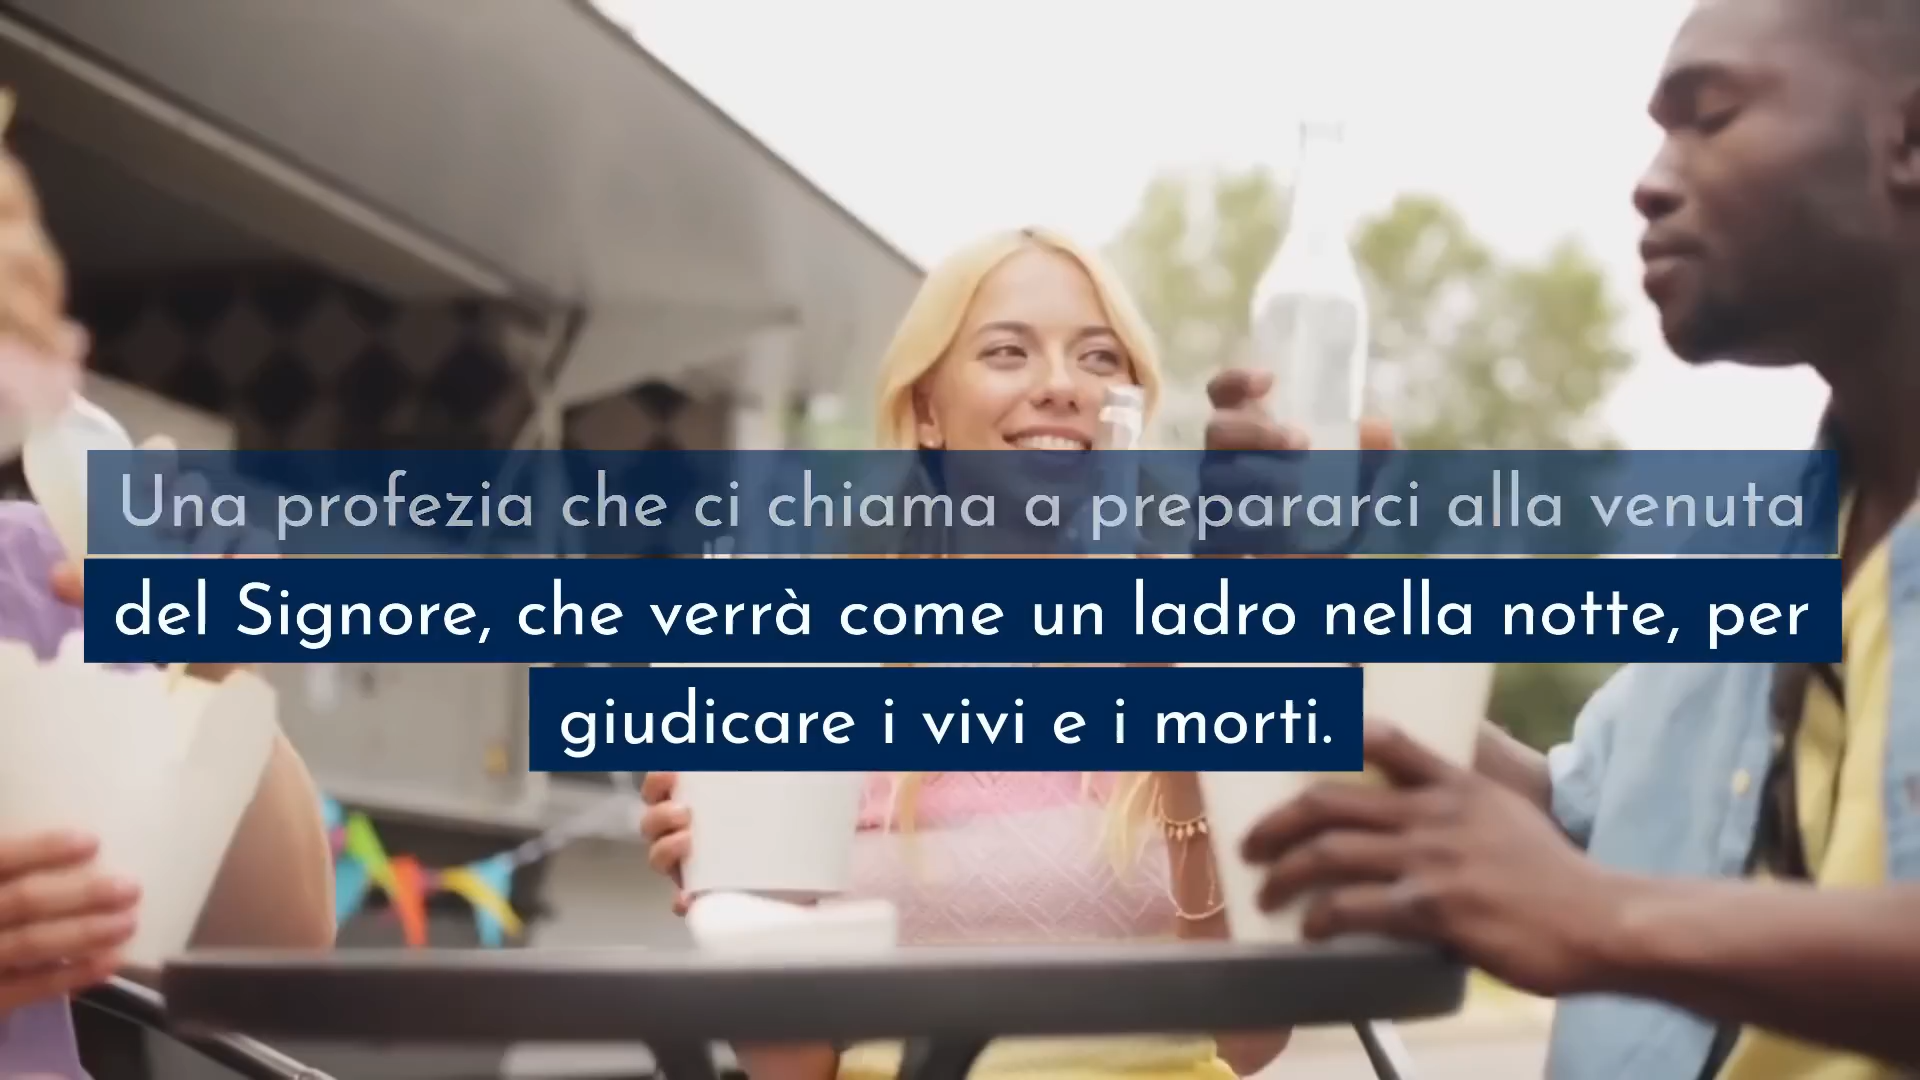 Una profezia che ci chiama a prepararci alla venuta
del Signore, che verrà come un ladro nella notte, per
giudicare i vivi e i morti.